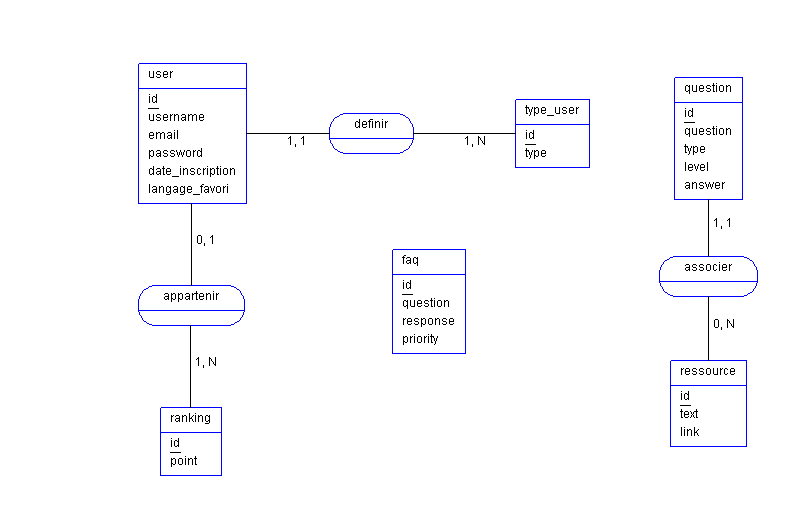 user
id
username
email
password
date_inscription
langage_favori
1, 1
definir
1, N
type_user
id
type
question
id
question
type
level
answer
1, 1
associer
0, N
ressource
id
text
link
faq
id
question
response
priority
0, 1
appartenir
1, N
ranking
id
point